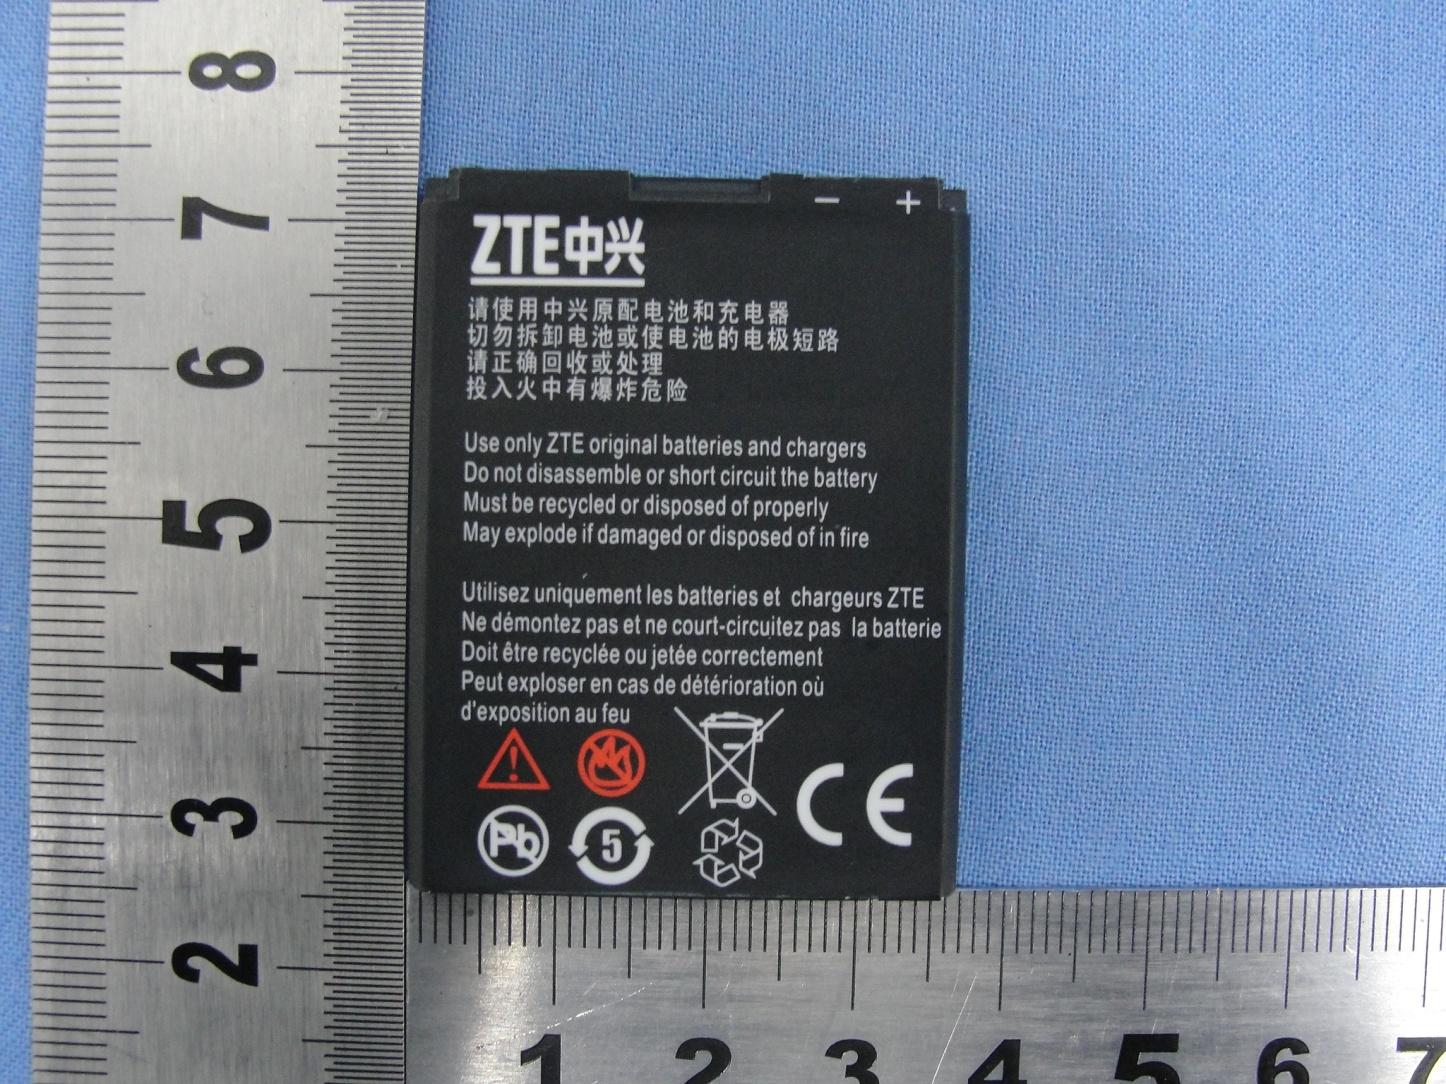 8
7
6
5
4
3
2
− +
ZTE中兴
请使用中兴原配电池和充电器
切勿拆卸电池或使电池的电极短路
请正确回收或处理
投入火中有爆炸危险
Use only ZTE original batteries and chargers
Do not disassemble or short circuit the battery
Must be recycled or disposed of properly
May explode if damaged or disposed of in fire
Utilisez uniquement les batteries et chargeurs ZTE
Ne démontez pas et ne court-circuitez pas la batterie
Doit être recyclée ou jetée correctement
Peut exploser en cas de détérioration où
d'exposition au feu
Pb 5 CE
1 2 3 4 5 6 7